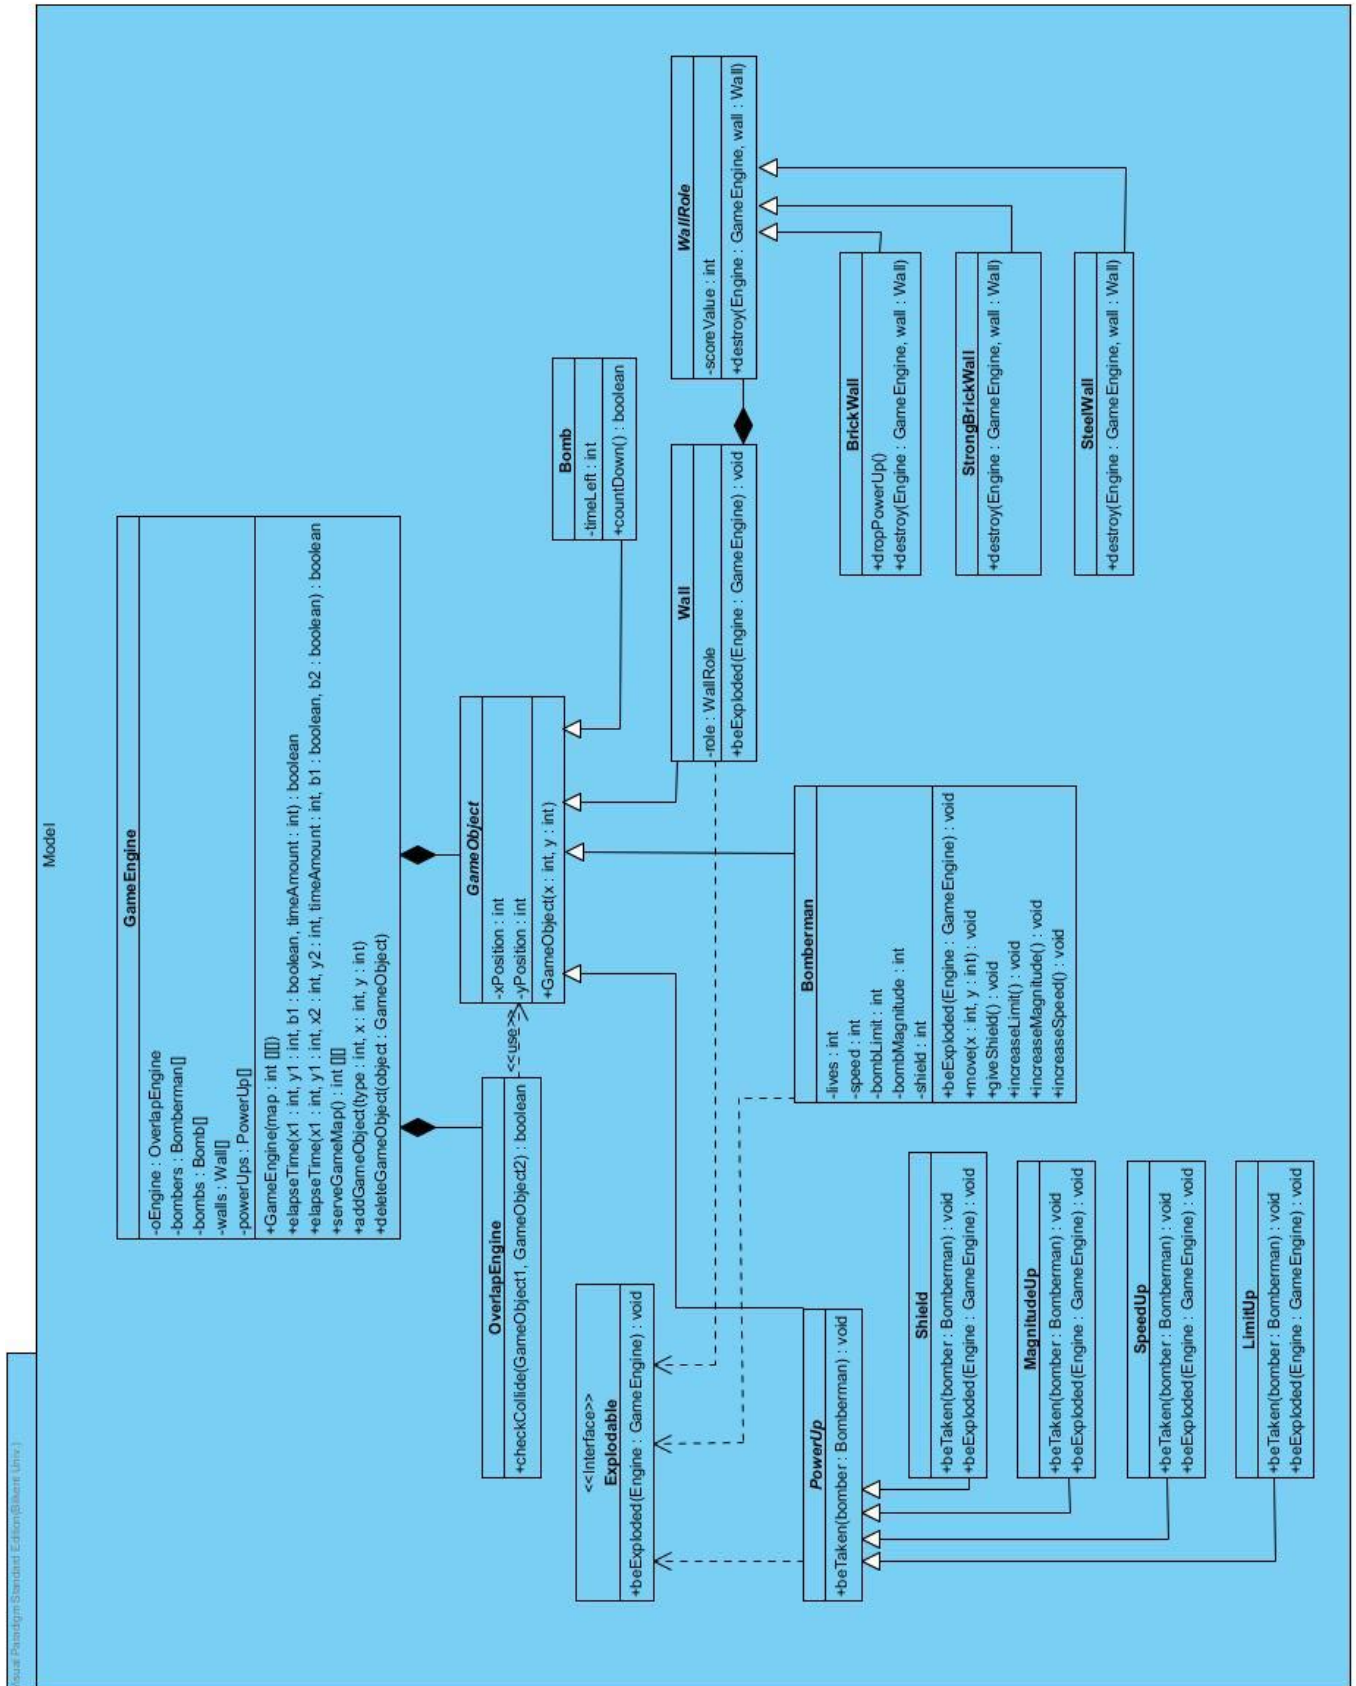 Visual Paradigm Standard Edition(Bilkent Univ.)
Model
GameEngine
-oEngine : OverlapEngine
-bombers : Bomberman[]
-bombs : Bomb[]
-walls : Wall[]
-powerUps : PowerUp[]
+GameEngine(map : int [][])
+elapseTime(x1 : int, y1 : int, b1 : boolean, timeAmount : int) : boolean
+elapseTime(x1 : int, y1 : int, x2 : int, y2 : int, timeAmount : int, b1 : boolean, b2 : boolean) : boolean
+serveGameMap() : int [][]
+addGameObject(type : int, x : int, y : int)
+deleteGameObject(object : GameObject)
OverlapEngine
+checkCollide(GameObject1, GameObject2) : boolean
<<use>>
GameObject
-xPosition : int
-yPosition : int
+GameObject(x : int, y : int)
Bomb
-timeLeft : int
+countDown() : boolean
<<Interface>>
Explodable
+beExploded(Engine : GameEngine) : void
Wall
-role : WallRole
+beExploded(Engine : GameEngine) : void
WallRole
-scoreValue : int
+destroy(Engine : GameEngine, wall : Wall)
PowerUp
+beTaken(bomber : Bomberman) : void
Bomberman
-lives : int
-speed : int
-bombLimit : int
-bombMagnitude : int
-shield : int
+beExploded(Engine : GameEngine) : void
+move(x : int, y : int) : void
+giveShield() : void
+increaseLimit() : void
+increaseMagnitude() : void
+increaseSpeed() : void
BrickWall
+dropPowerUp()
+destroy(Engine : GameEngine, wall : Wall)
StrongBrickWall
+destroy(Engine : GameEngine, wall : Wall)
SteelWall
+destroy(Engine : GameEngine, wall : Wall)
Shield
+beTaken(bomber : Bomberman) : void
+beExploded(Engine : GameEngine) : void
MagnitudeUp
+beTaken(bomber : Bomberman) : void
+beExploded(Engine : GameEngine) : void
SpeedUp
+beTaken(bomber : Bomberman) : void
+beExploded(Engine : GameEngine) : void
LimitUp
+beTaken(bomber : Bomberman) : void
+beExploded(Engine : GameEngine) : void